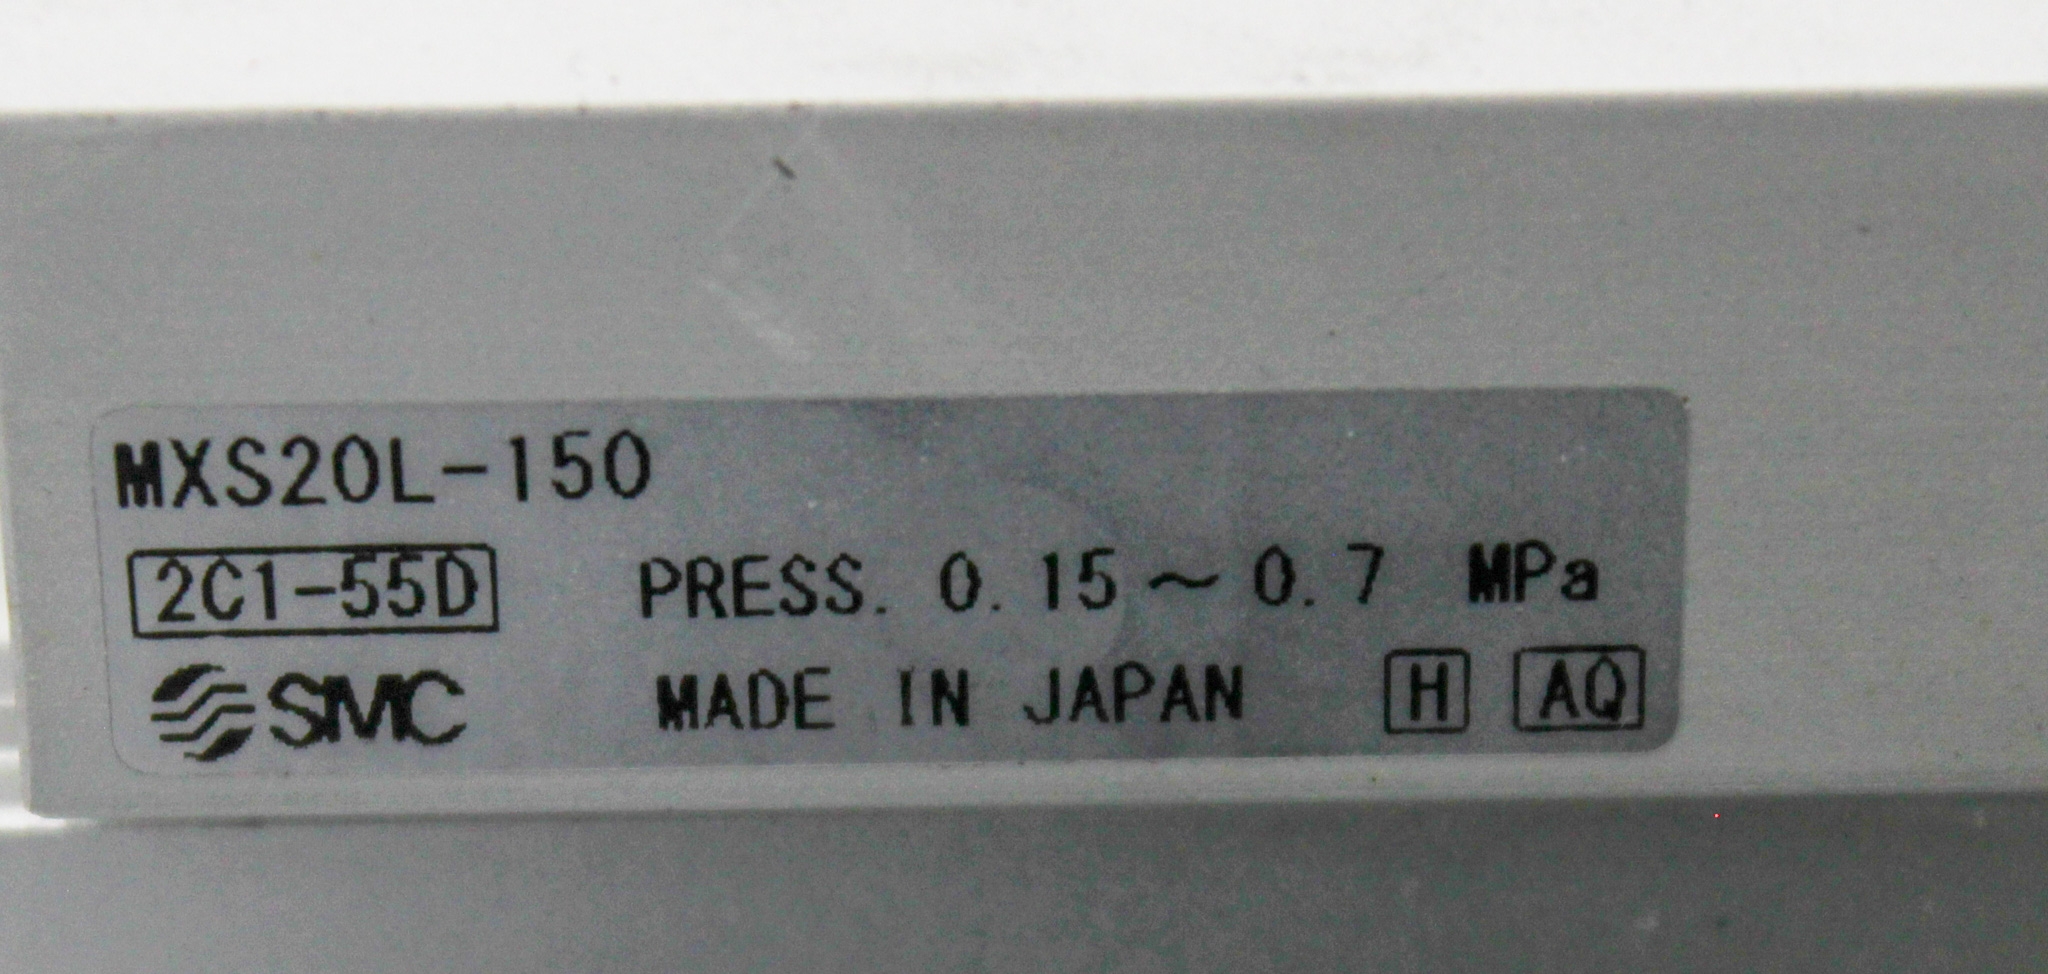 MXS20L-150
2C1-55D PRESS. 0.15～0.7 MPa
SMC MADE IN JAPAN H AQ